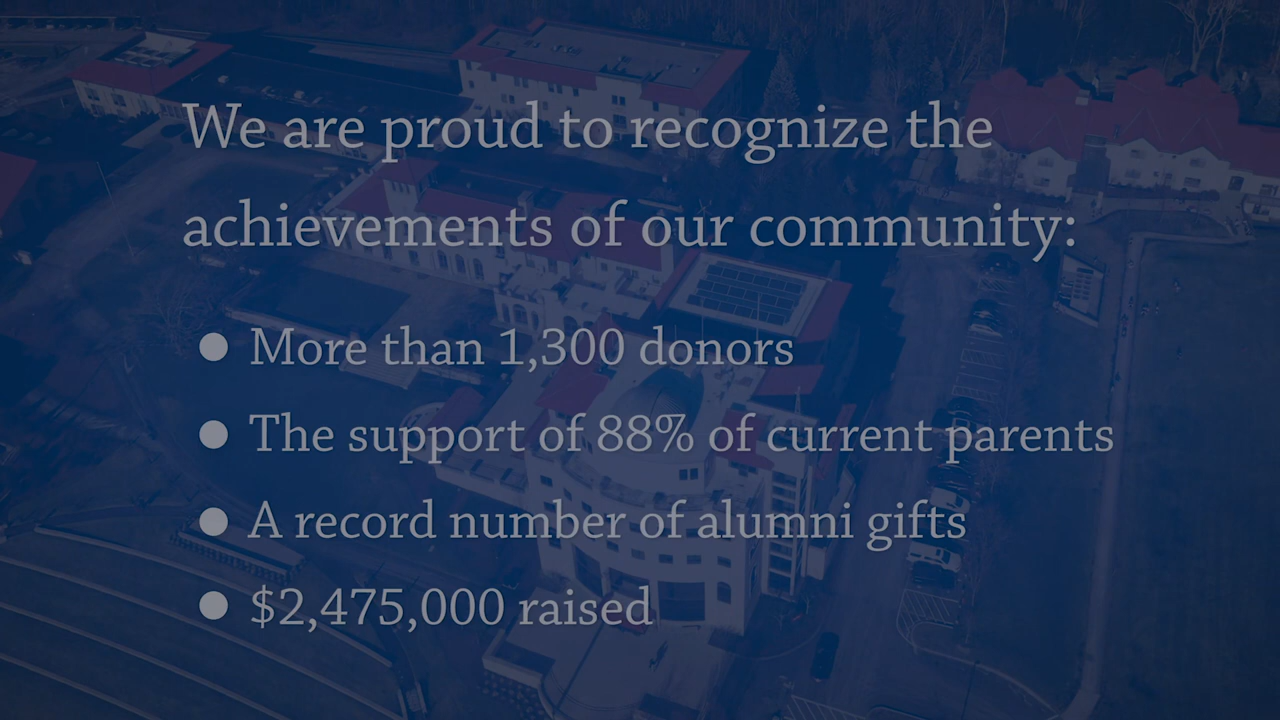 We are proud to recognize the
achievements of our community:
● More than 1,300 donors
● The support of 88% of current parents
● A record number of alumni gifts
● $2,475,000 raised